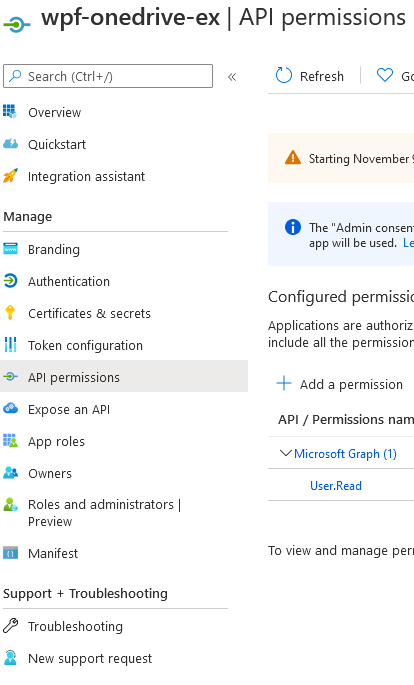 wpf-onedrive-ex | API permissions
Search (Ctrl+/)
«
Overview
Quickstart
Integration assistant
Manage
Branding
Authentication
Certificates & secrets
Token configuration
API permissions
Expose an API
App roles
Owners
Roles and administrators |
Preview
Manifest
Support + Troubleshooting
Troubleshooting
New support request
Refresh
Go
Starting November 9
The "Admin consent
app will be used. Le
Configured permissio
Applications are authoriz
include all the permission
Add a permission
API / Permissions nam
Microsoft Graph (1)
User.Read
To view and manage perr